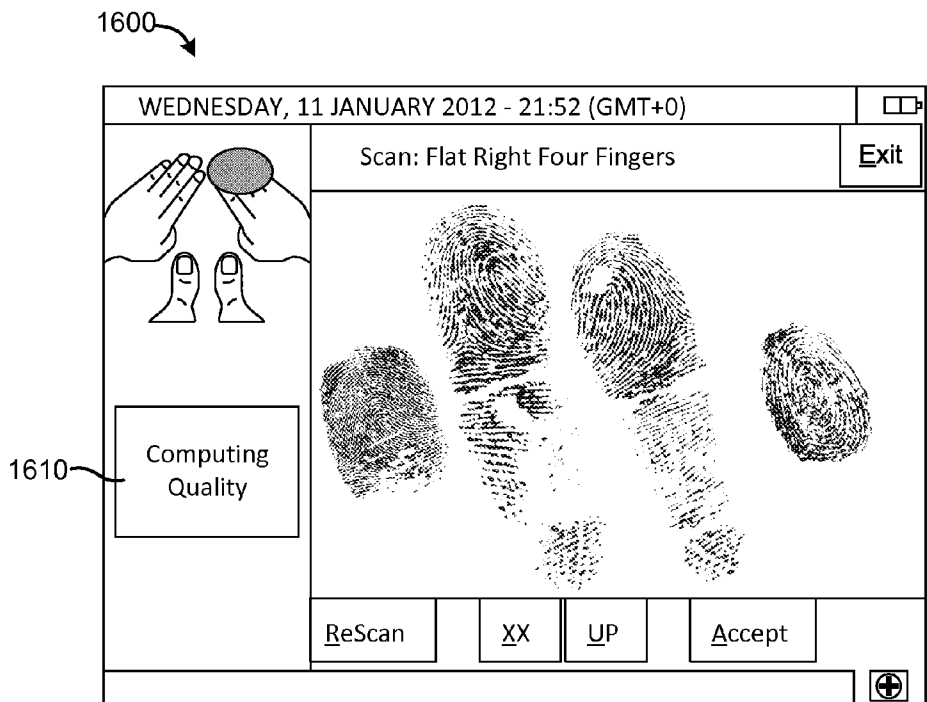 1600
WEDNESDAY, 11 JANUARY 2012 - 21:52 (GMT+0)
Scan: Flat Right Four Fingers
Exit
1610
Computing
Quality
ReScan
XX
UP
Accept